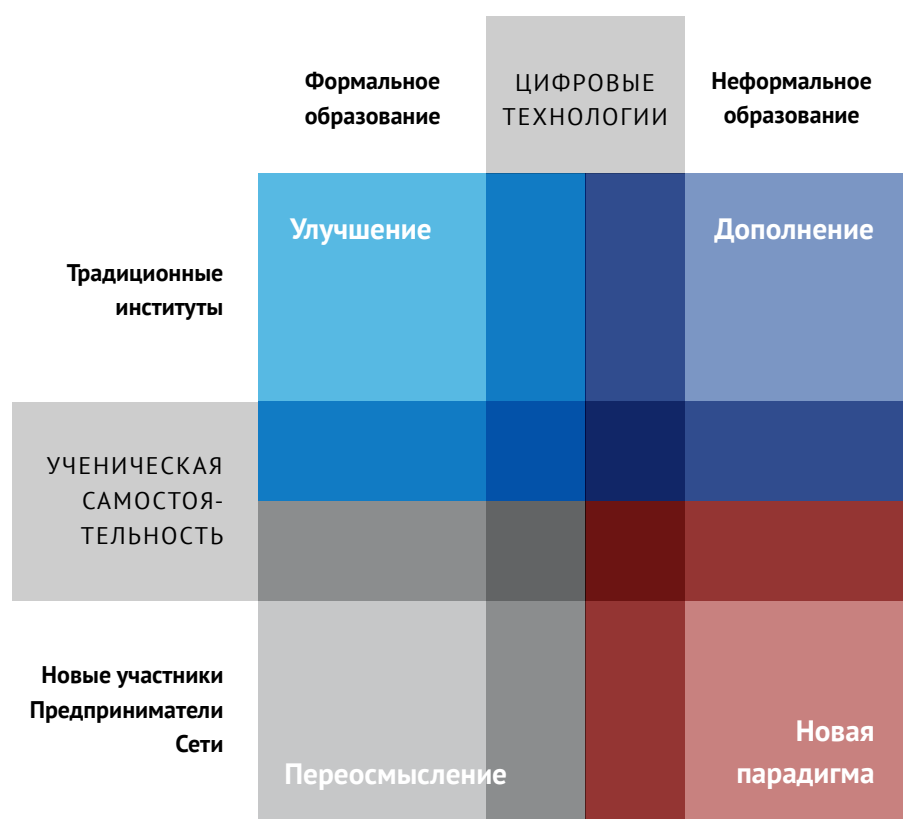 Формальное
образование
ЦИФРОВЫЕ
ТЕХНОЛОГИИ
Неформальное
образование
Улучшение
Дополнение
Традиционные
институты
УЧЕНИЧЕСКАЯ
САМОСТОЯ-
ТЕЛЬНОСТЬ
Новые участники
Предприниматели
Сети
Переосмысление
Новая
парадигма